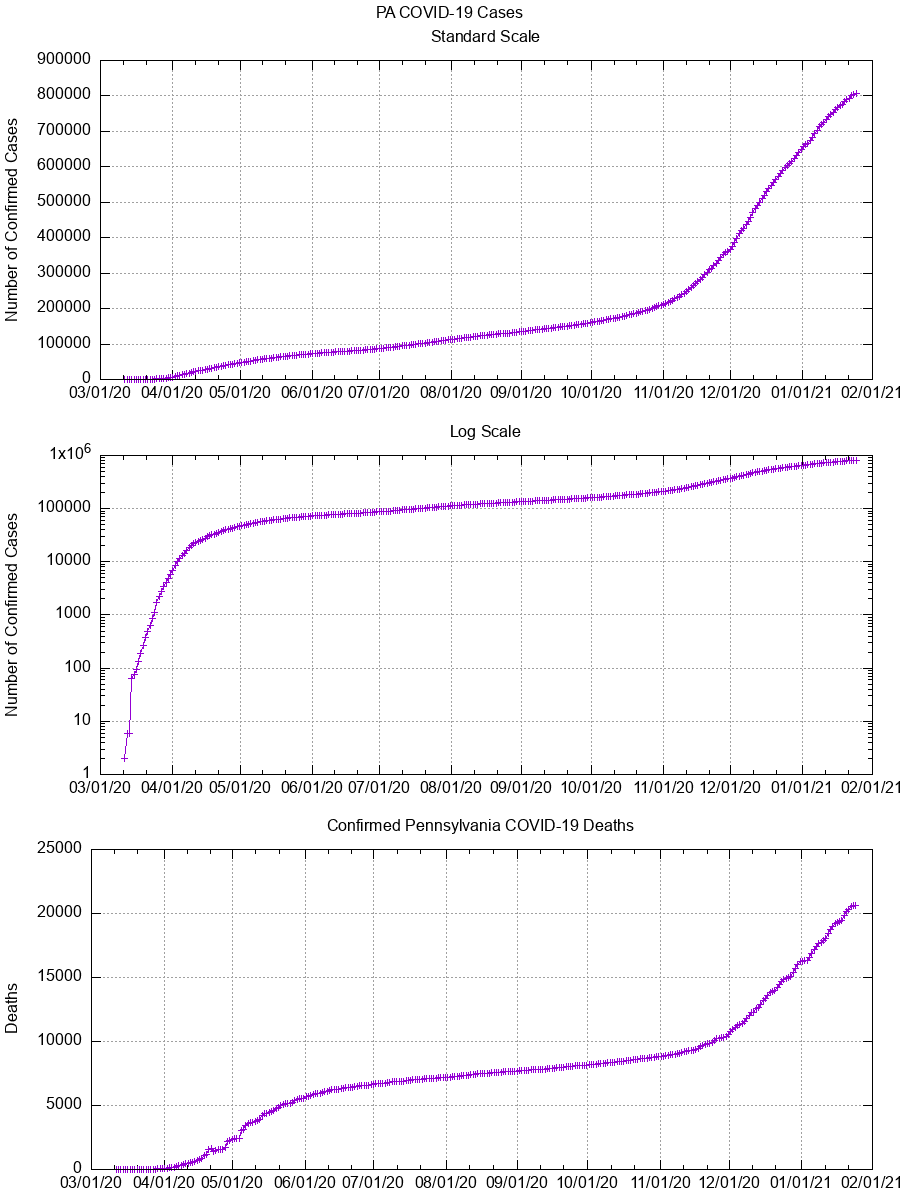 PA COVID-19 Cases
Standard Scale
900000
800000
700000
600000
500000
400000
300000
200000
100000
0
Number of Confirmed Cases
03/01/20 04/01/20 05/01/20 06/01/20 07/01/20 08/01/20 09/01/20 10/01/20 11/01/20 12/01/20 01/01/21 02/01/21
Log Scale
1x10⁶
100000
10000
1000
100
10
1
Number of Confirmed Cases
03/01/20 04/01/20 05/01/20 06/01/20 07/01/20 08/01/20 09/01/20 10/01/20 11/01/20 12/01/20 01/01/21 02/01/21
Confirmed Pennsylvania COVID-19 Deaths
25000
20000
15000
10000
5000
0
Deaths
03/01/20 04/01/20 05/01/20 06/01/20 07/01/20 08/01/20 09/01/20 10/01/20 11/01/20 12/01/20 01/01/21 02/01/21